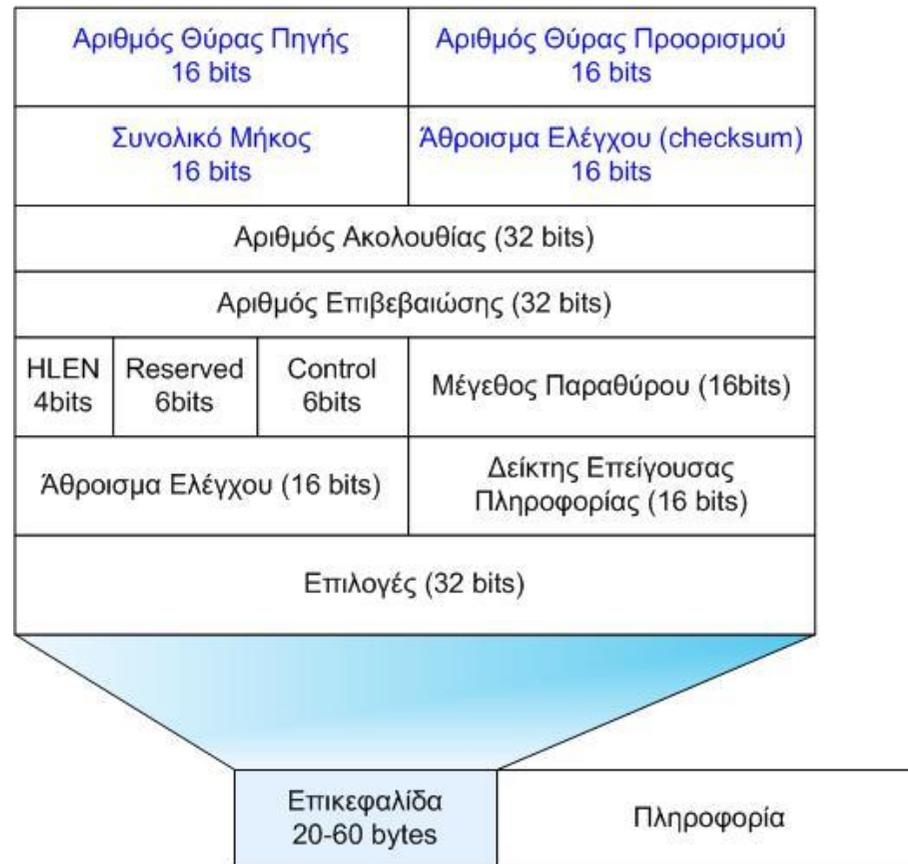 Αριθμός Θύρας Πηγής
16 bits
Αριθμός Θύρας Προορισμού
16 bits
Συνολικό Μήκος
16 bits
Άθροισμα Ελέγχου (checksum)
16 bits
Αριθμός Ακολουθίας (32 bits)
Αριθμός Επιβεβαιώσης (32 bits)
HLEN
4bits
Reserved
6bits
Control
6bits
Μέγεθος Παραθύρου (16bits)
Άθροισμα Ελέγχου (16 bits)
Δείκτης Επείγουσας
Πληροφορίας (16 bits)
Επιλογές (32 bits)
Επικεφαλίδα
20-60 bytes
Πληροφορία